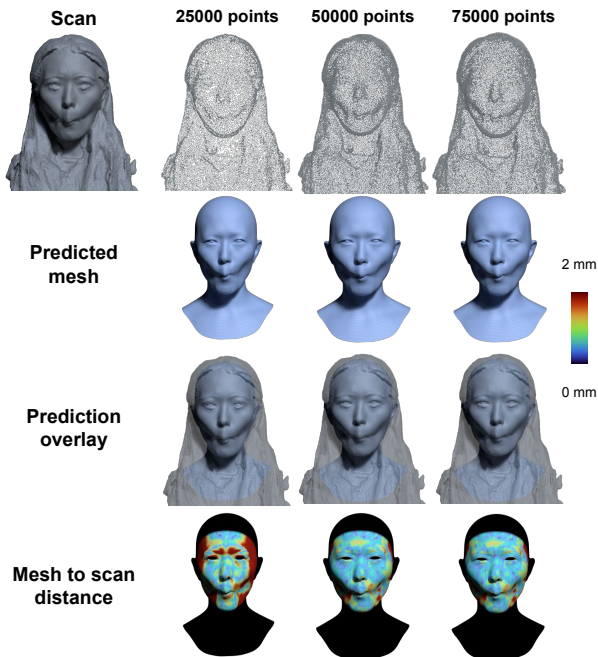 Scan
25000 points
50000 points
75000 points
Predicted
mesh
2 mm
0 mm
Prediction
overlay
Mesh to scan
distance